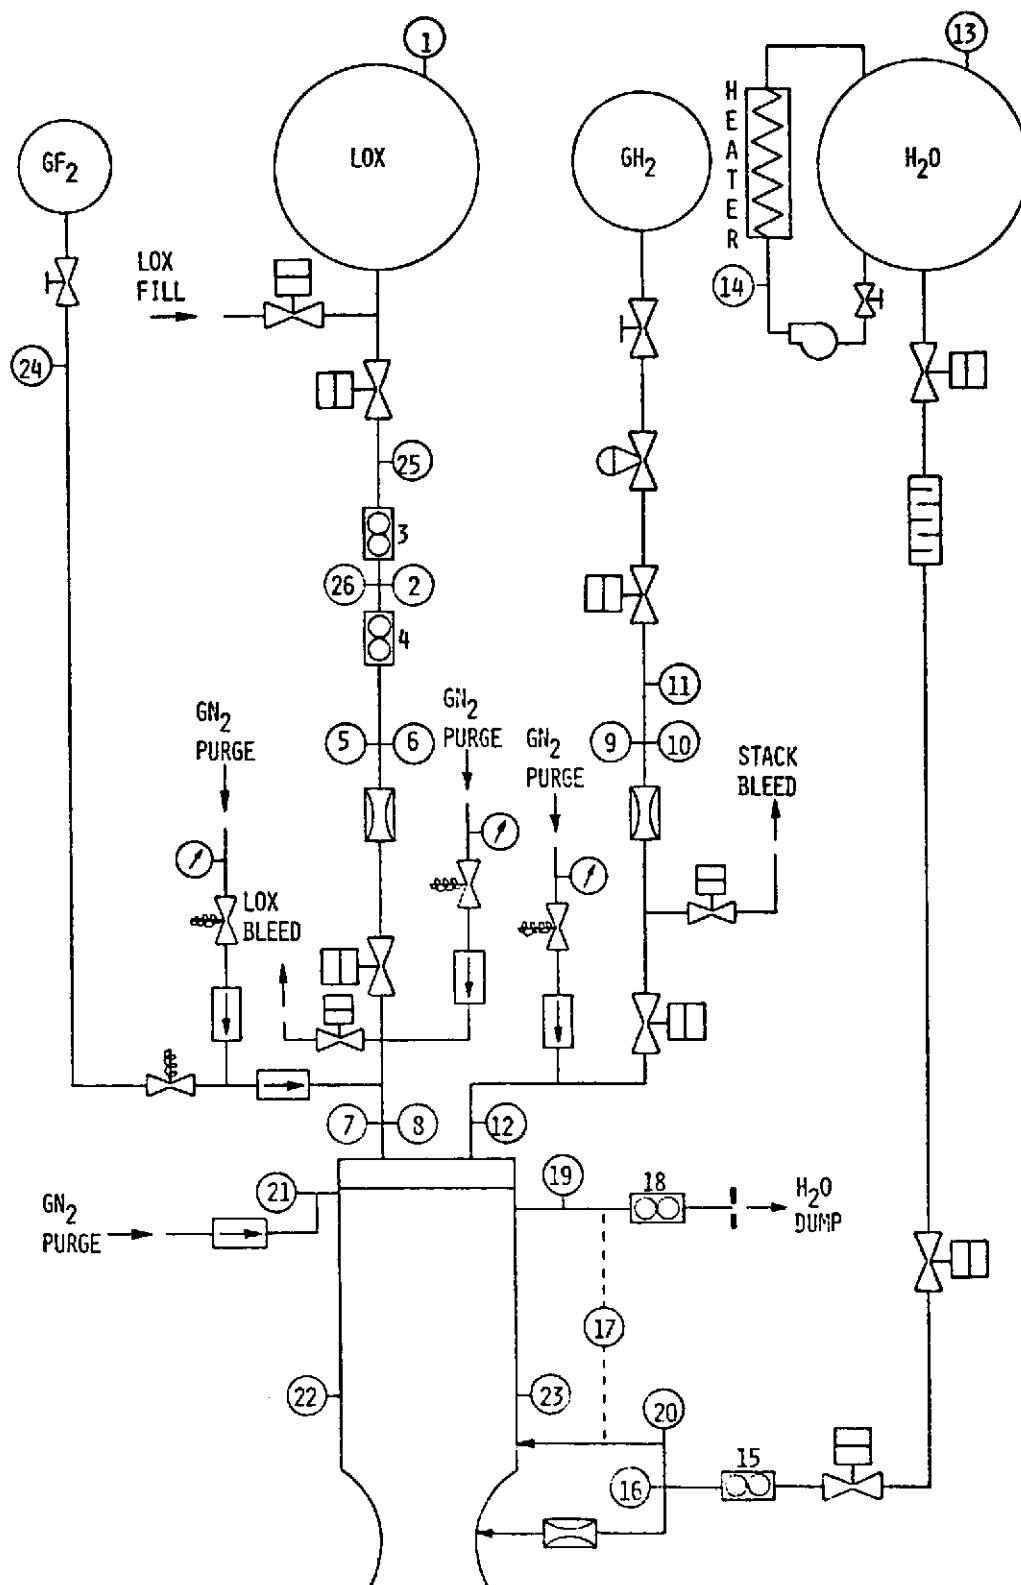 1
13
GF2
LOX
GH2
HEATER
H2O
LOX
FILL
14
24
25
3
26
2
4
11
GN2
PURGE
5
6
GN2
PURGE
9
10
GN2
PURGE
STACK
BLEED
LOX
BLEED
7
8
12
21
19
18
GN2
PURGE
H2O
DUMP
17
22
23
20
15
16